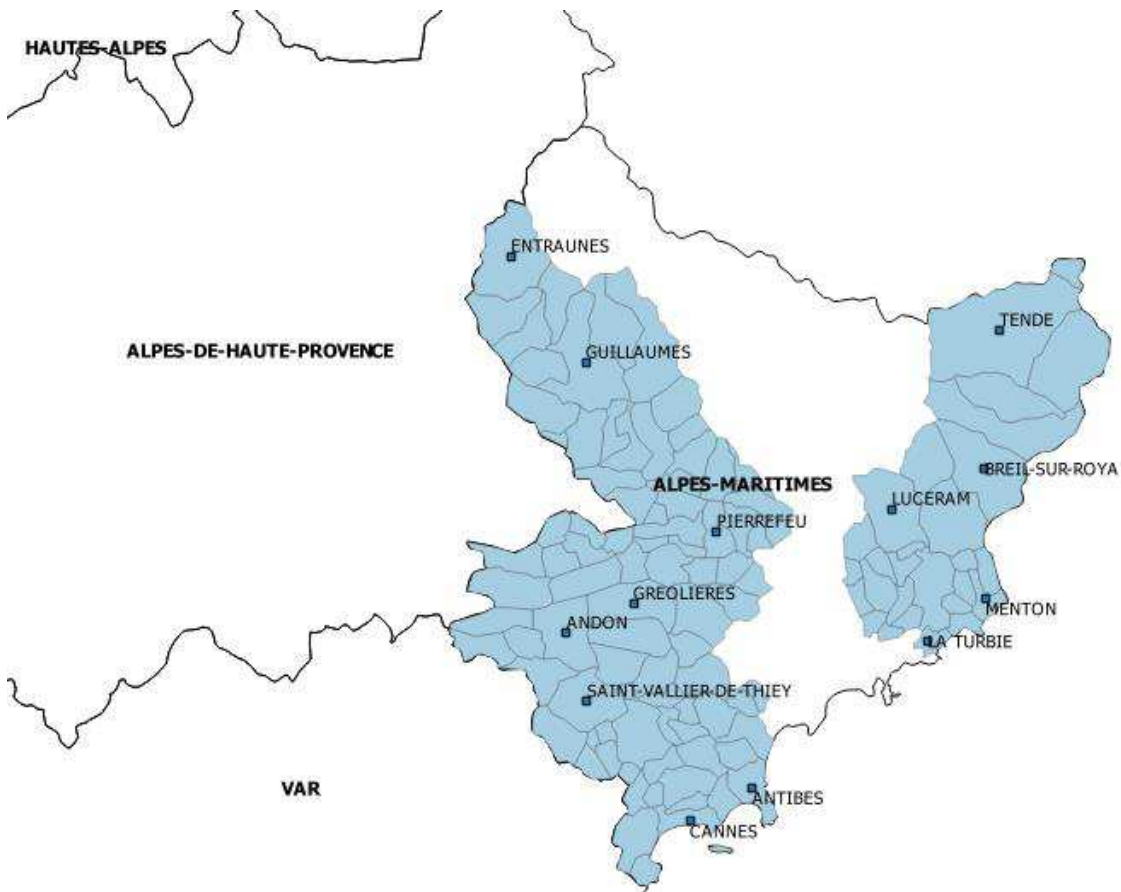 HAUTES-ALPES
ENTRAUNES
TENDE
ALPES-DE-HAUTE-PROVENCE
GUILLAUMES
BREIL-SUR-ROYA
ALPES-MARITIMES
LUCERAM
PIERREFEU
GREOLIERES
MENTON
ANDON
LA TURBIE
SAINT-VALLIER-DE-THIEY
VAR
ANTIBES
CANNES